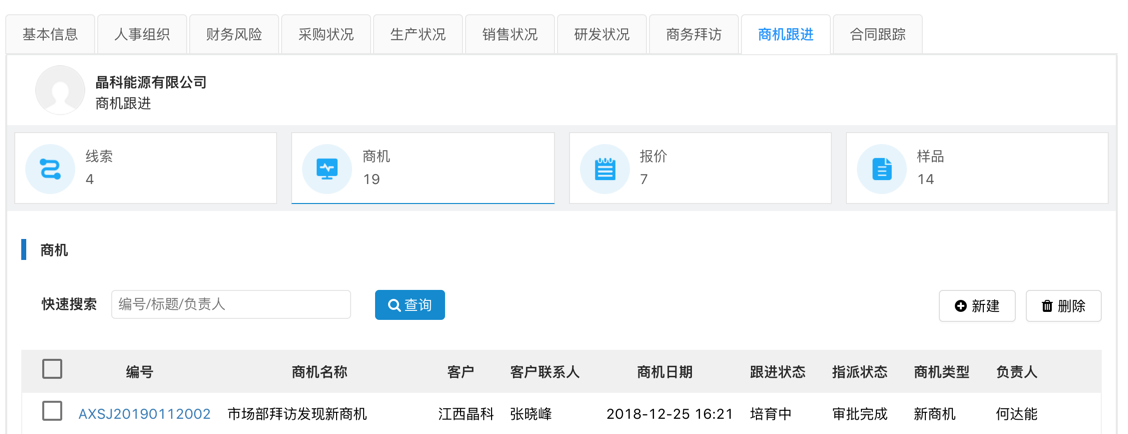 基本信息 人事组织 财务风险 采购状况 生产状况 销售状况 研发状况 商务拜访 商机跟进 合同跟踪
晶科能源有限公司
商机跟进
线索 商机 报价 样品
4 19 7 14
商机
快速搜索 编号/标题/负责人 查询 新建 删除
编号 商机名称 客户 客户联系人 商机日期 跟进状态 指派状态 商机类型 负责人
AXSJ20190112002 市场部拜访发现新商机 江西晶科 张晓峰 2018-12-25 16:21 培育中 审批完成 新商机 何达能